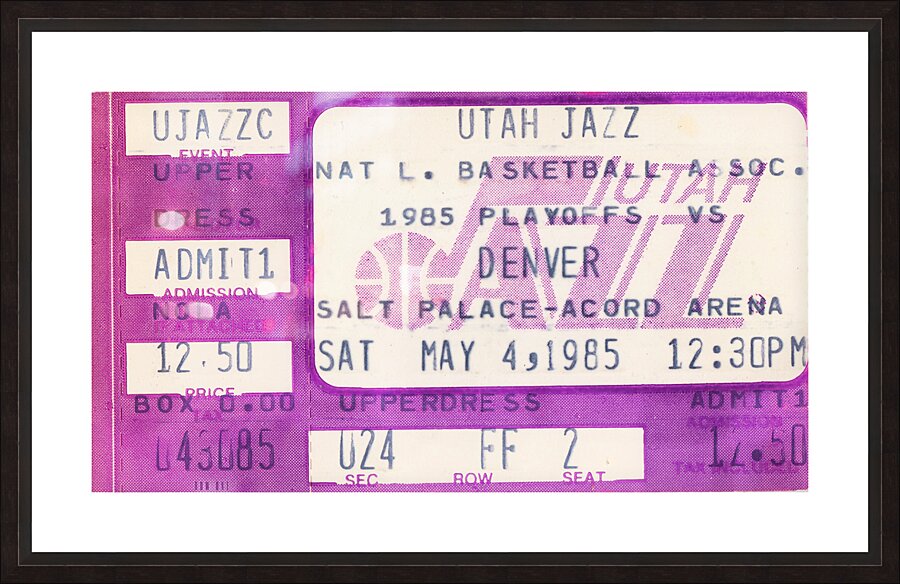 UJAZZC
EVENT
UPPER
DRESS
ADMIT1
ADMISSION
12.50
PRICE
BOX 0.00
TAX
043085
UTAH JAZZ
NAT L. BASKETBALL ASSOC.
UTAH JAZZ
1985 PLAYOFFS VS
DENVER
SALT PALACE-ACORD ARENA
SAT MAY 4,1985 12:30PM
UPPERDRESS ADMIT1
ADMISSION
U24 FF 2 12.50
SEC ROW SEAT